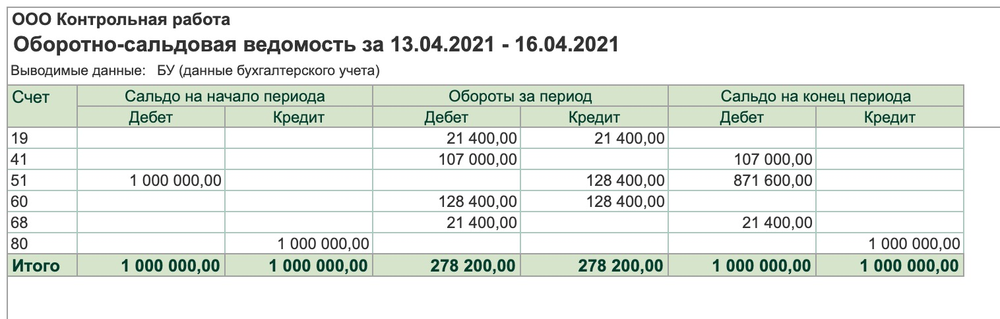 ООО Контрольная работа
Оборотно-сальдовая ведомость за 13.04.2021 - 16.04.2021
Выводимые данные: БУ (данные бухгалтерского учета)
Счет Сальдо на начало периода Обороты за период Сальдо на конец периода
Дебет Кредит Дебет Кредит Дебет Кредит
19 21 400,00 21 400,00
41 107 000,00 107 000,00
51 1 000 000,00 128 400,00 871 600,00
60 128 400,00 128 400,00
68 21 400,00 21 400,00
80 1 000 000,00 1 000 000,00
Итого 1 000 000,00 1 000 000,00 278 200,00 278 200,00 1 000 000,00 1 000 000,00